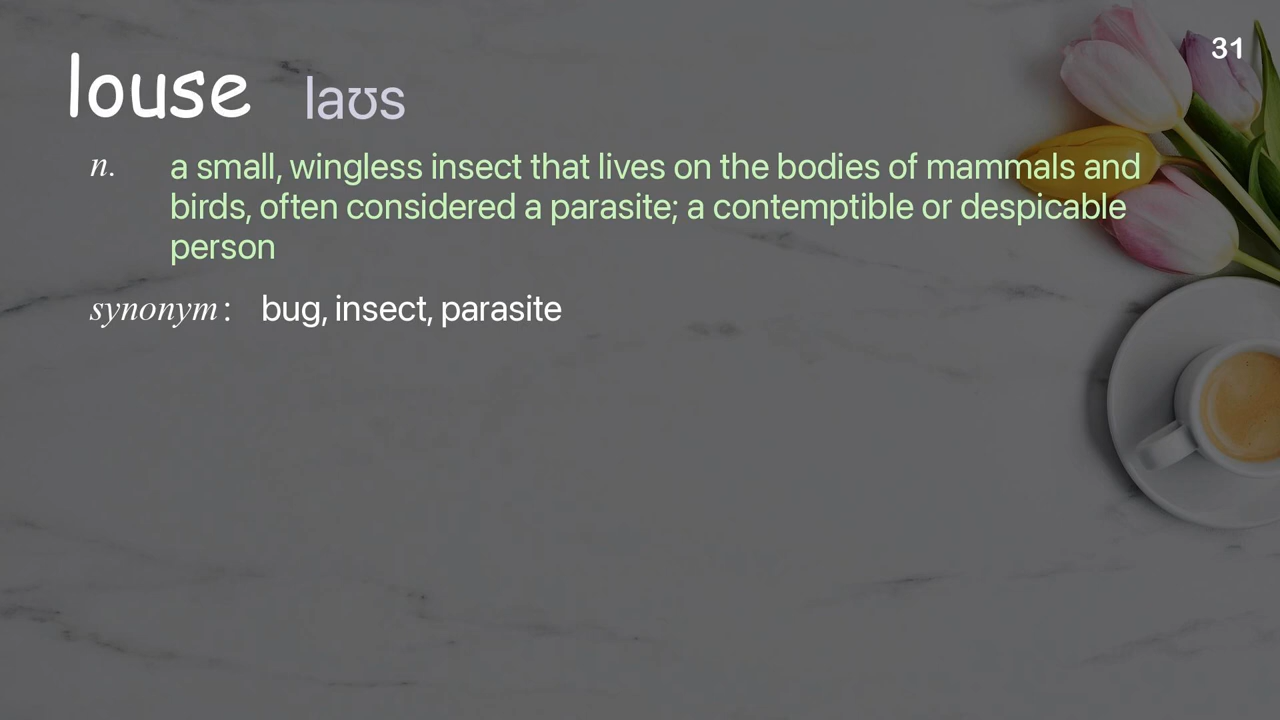 31
louse laʊs
n. a small, wingless insect that lives on the bodies of mammals and
birds, often considered a parasite; a contemptible or despicable
person
synonym: bug, insect, parasite